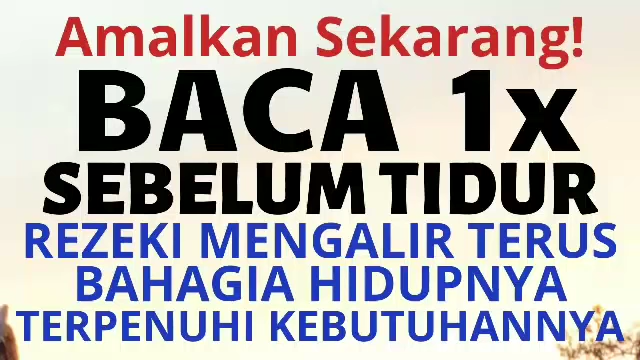 Amalkan Sekarang!
BACA 1x
SEBELUM TIDUR
REZEKI MENGALIR TERUS
BAHAGIA HIDUPNYA
TERPENUHI KEBUTUHANNYA